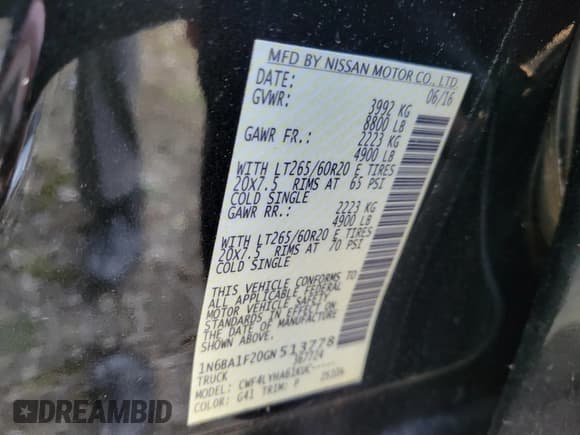 MFD BY NISSAN MOTOR CO., LTD.
DATE: 06/16
GVWR: 3992 KG
8800 LB
GAWR FR.: 2223 KG
4900 LB
WITH LT265/60R20 E TIRES
20X7.5 RIMS AT 65 PSI
COLD SINGLE
GAWR RR.: 2223 KG
4900 LB
WITH LT265/60R20 E TIRES
20X7.5 RIMS AT 70 PSI
COLD SINGLE
THIS VEHICLE CONFORMS TO
ALL APPLICABLE FEDERAL
MOTOR VEHICLE SAFETY
STANDARDS IN EFFECT ON
THE DATE OF MANUFACTURE
SHOWN ABOVE.
1N6BA1F20GN513778
TRUCK
MODEL:
COLOR: G41 TRIM: P
DREAMBID